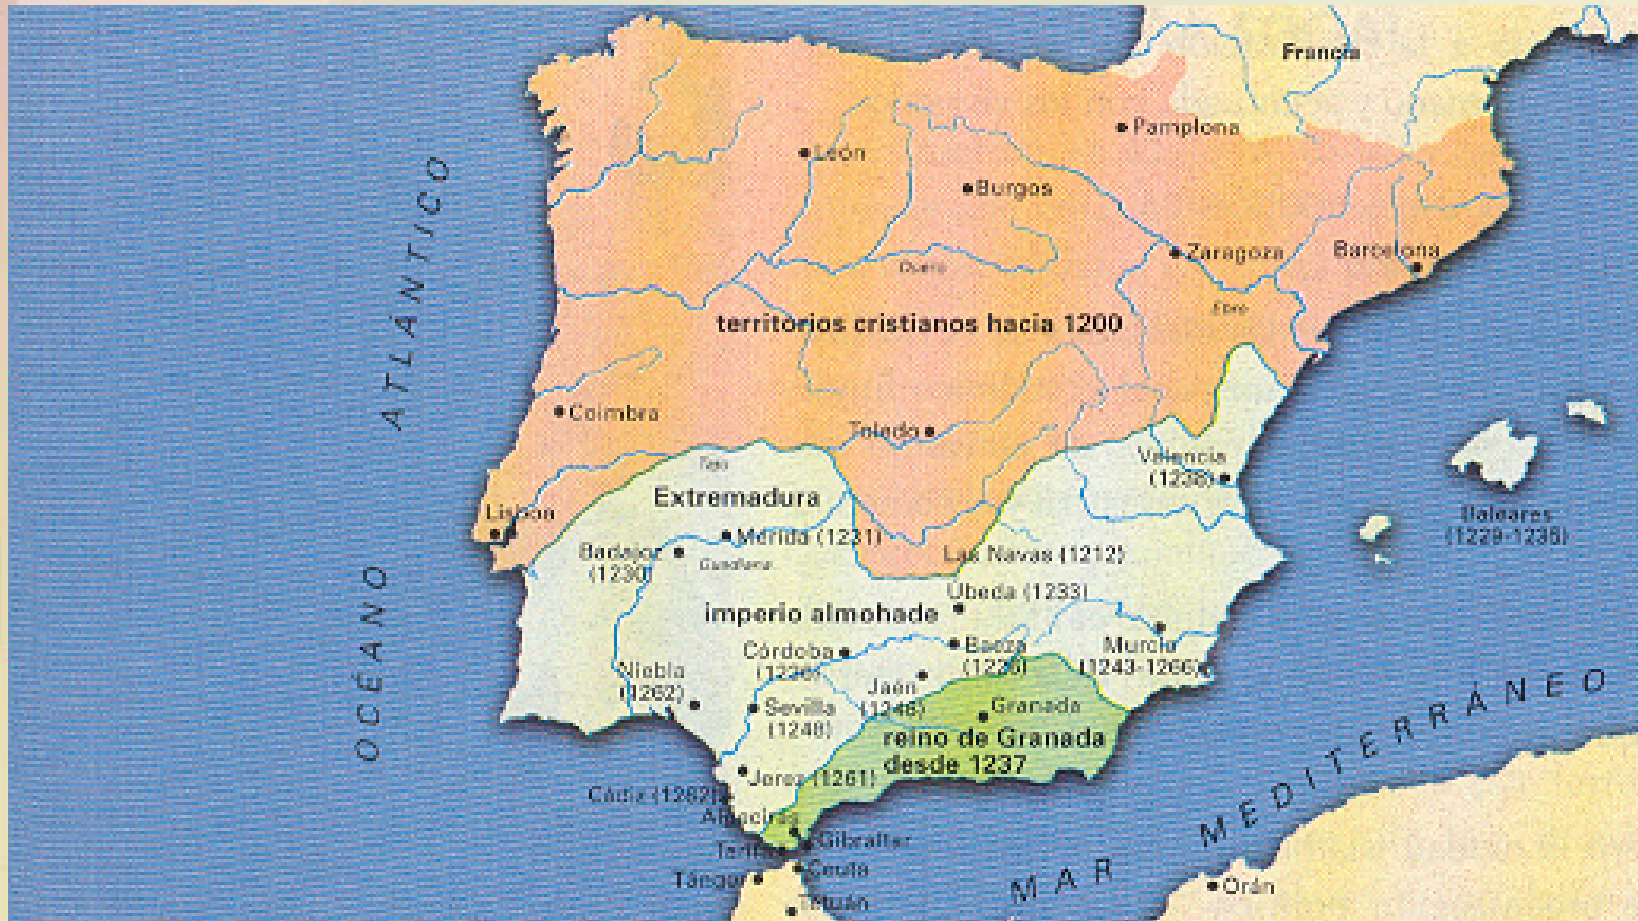 Francia
Pamplona
León
Burgos
Zaragoza
Barcelona
Duero
Ebro
OCÉANO ATLÁNTICO
territorios cristianos hacia 1200
Coimbra
Toledo
Valencia
(1238)
Tajo
Extremadura
Lisboa
Baleares
(1229-1235)
Mérida (1231)
Badajoz
(1230)
Guadiana
Las Navas (1212)
Úbeda (1233)
imperio almohade
Córdoba
Baeza
Murcia
(1243-1266)
Niebla
(1262)
Jaén
(1246)
Sevilla
(1248)
Granada
reino de Granada
desde 1237
Jerez (1261)
Cádiz (1262)
Algeciras
Gibraltar
Tarifa
Ceuta
Tánger
Tetuán
Orán
MAR MEDITERRÁNEO